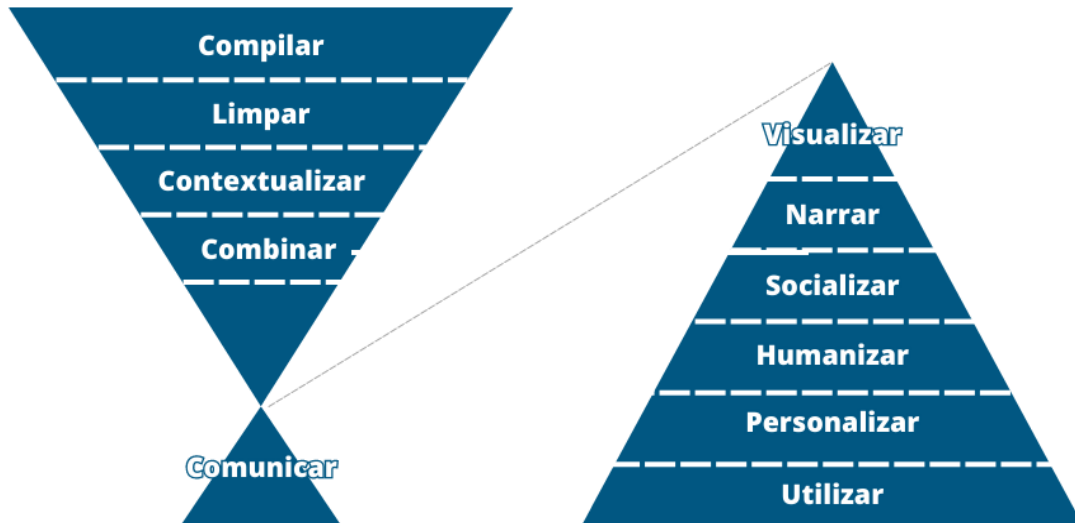 Compilar
Limpar
Contextualizar
Combinar
Comunicar
Visualizar
Narrar
Socializar
Humanizar
Personalizar
Utilizar